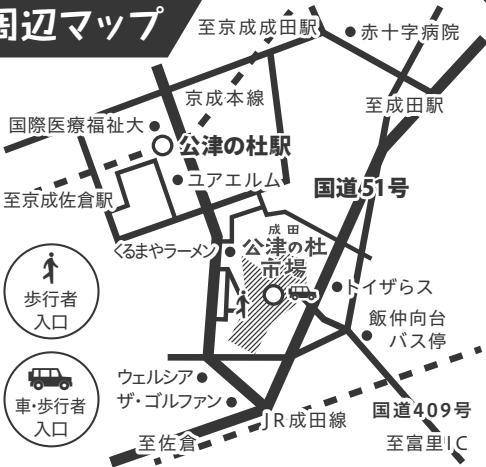 周辺マップ
至京成成田駅
赤十字病院
京成本線
至成田駅
国際医療福祉大
公津の杜駅
ユアエルム
国道51号
至京成佐倉駅
成田
公津の杜
市場
くるまやラーメン
トイザらス
歩行者
入口
飯仲向台
バス停
車・歩行者
入口
ウェルシア
ザ・ゴルファン
JR成田線
国道409号
至佐倉
至富里IC